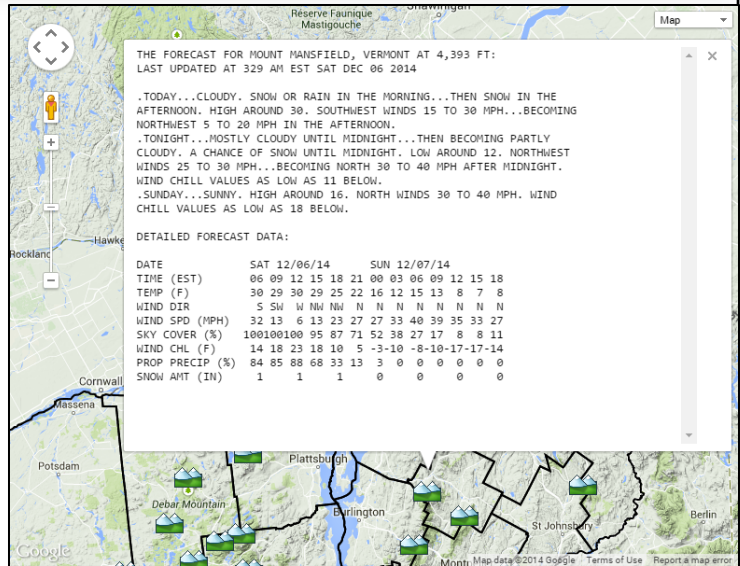 Shawinigan
Reserve Faunique
Mastigouche
Map
THE FORECAST FOR MOUNT MANSFIELD, VERMONT AT 4,393 FT:
LAST UPDATED AT 329 AM EST SAT DEC 06 2014
.TODAY...CLOUDY. SNOW OR RAIN IN THE MORNING...THEN SNOW IN THE
AFTERNOON. HIGH AROUND 30. SOUTHWEST WINDS 15 TO 30 MPH...BECOMING
NORTHWEST 5 TO 20 MPH IN THE AFTERNOON.
.TONIGHT...MOSTLY CLOUDY UNTIL MIDNIGHT...THEN BECOMING PARTLY
CLOUDY. A CHANCE OF SNOW UNTIL MIDNIGHT. LOW AROUND 12. NORTHWEST
WINDS 25 TO 30 MPH...BECOMING NORTH 30 TO 40 MPH AFTER MIDNIGHT.
WIND CHILL VALUES AS LOW AS 11 BELOW.
.SUNDAY...SUNNY. HIGH AROUND 16. NORTH WINDS 30 TO 40 MPH. WIND
CHILL VALUES AS LOW AS 18 BELOW.
DETAILED FORECAST DATA:
DATE SAT 12/06/14 SUN 12/07/14
TIME (EST) 06 09 12 15 18 21 00 03 06 09 12 15 18
TEMP (F) 30 29 30 29 25 22 16 12 15 13 8 7 8
WIND DIR S SW W NW NW N N N N N N N N
WIND SPD (MPH) 32 13 6 13 23 27 27 33 40 39 35 33 27
SKY COVER (%) 100100100 95 87 71 52 38 27 17 8 8 11
WIND CHL (F) 14 18 23 18 10 5 -3-10 -8-10-17-17-14
PROP PRECIP (%) 84 85 88 68 33 13 3 0 0 0 0 0 0
SNOW AMT (IN) 1 1 1 0 0 0 0
Rockland
Hawke
Cornwall
Massena
Potsdam
Plattsburgh
Debar Mountain
Burlington
St Johnsbury
Berlin
Google
Montp
Map data ©2014 Google
Terms of Use
Report a map error